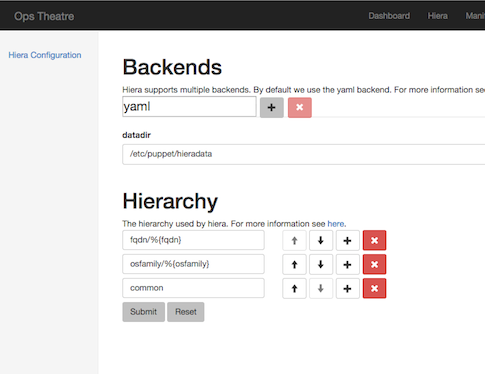 Ops Theatre Dashboard Hiera
Hiera Configuration
Backends
Hiera supports multiple backends. By default we use the yaml backend. For more information
yaml
datadir
/etc/puppet/hieradata
Hierarchy
The hierarchy used by hiera. For more information see here.
fqdn/%{fqdn}
osfamily/%{osfamily}
common
Submit Reset